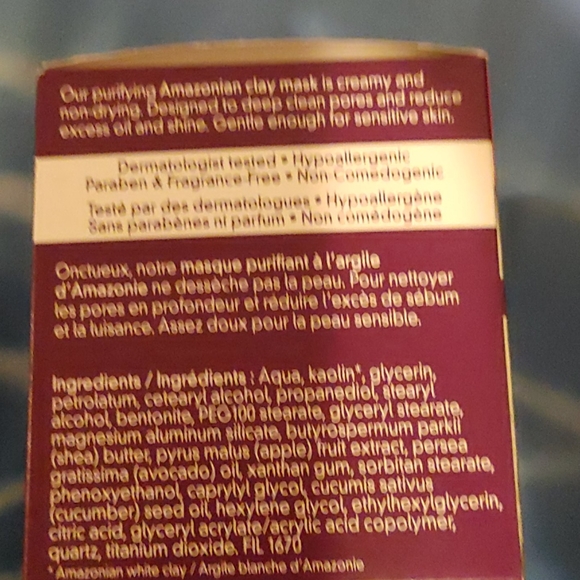 Our purifying Amazonian clay mask is creamy and
non-drying. Designed to deep clean pores and reduce
excess oil and shine. Gentle enough for sensitive skin.
Dermatologist tested • Hypoallergenic
Paraben & Fragrance-Free • Non-Comedogenic
Testé par des dermatologues • Hypoallergène
Sans parabènes ni parfum • Non comédogène
Onctueux, notre masque purifiant à l'argile
d'Amazonie ne dessèche pas la peau. Pour nettoyer
les pores en profondeur et réduire l'excès de sébum
et la luisance. Assez doux pour la peau sensible.
Ingredients / Ingrédients : Aqua, kaolin*, glycerin,
petrolatum, cetearyl alcohol, propanediol, stearyl
alcohol, bentonite, PEG-100 stearate, glyceryl stearate,
magnesium aluminum silicate, butyrospermum parkii
(shea) butter, pyrus malus (apple) fruit extract, persea
gratissima (avocado) oil, xanthan gum, sorbitan stearate,
phenoxyethanol, caprylyl glycol, cucumis sativus
(cucumber) seed oil, hexylene glycol, ethylhexylglycerin,
citric acid, glyceryl acrylate/acrylic acid copolymer,
quartz, titanium dioxide. FIL 1670
*Amazonian white clay / Argile blanche d'Amazonie